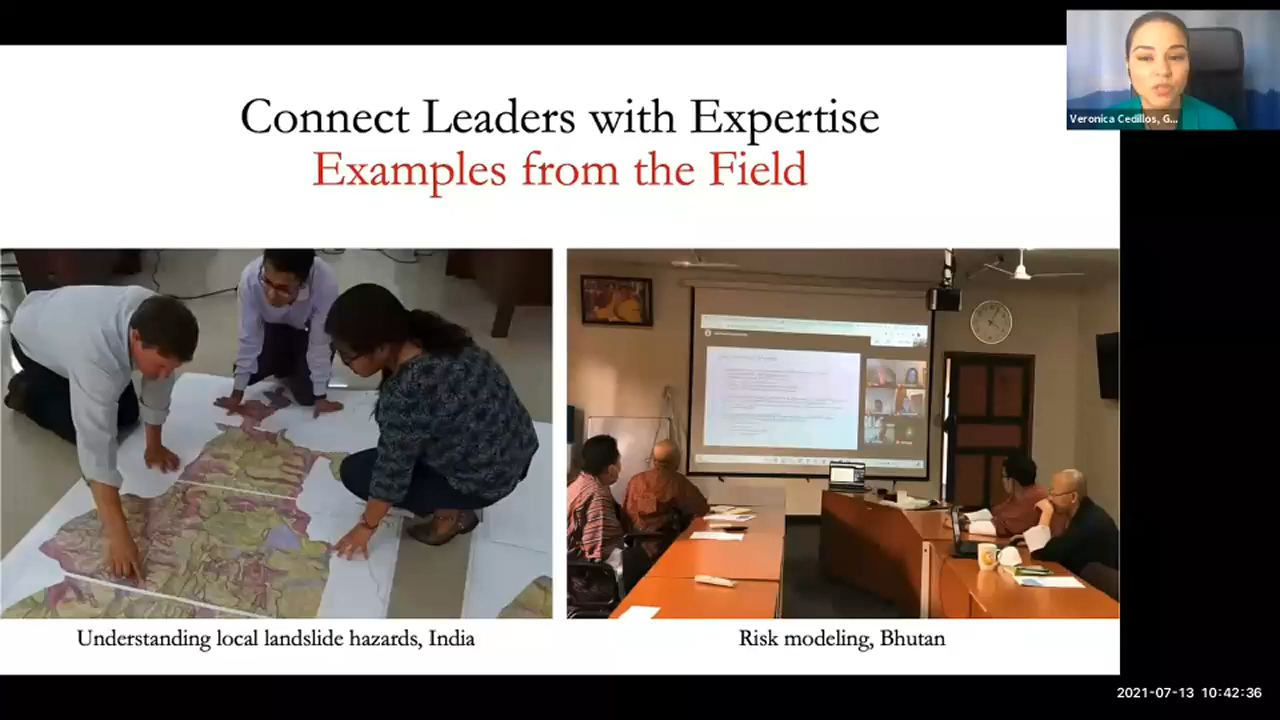 Connect Leaders with Expertise
Examples from the Field
Veronica Cedillos, G...
Understanding local landslide hazards, India
Risk modeling, Bhutan
2021-07-13 10:42:36